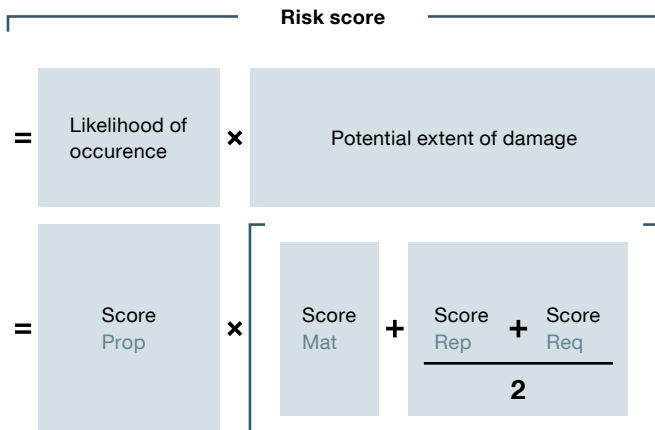 Risk score
= Likelihood of occurence × Potential extent of damage
= Score Prop × Score Mat + Score Rep + Score Req
2